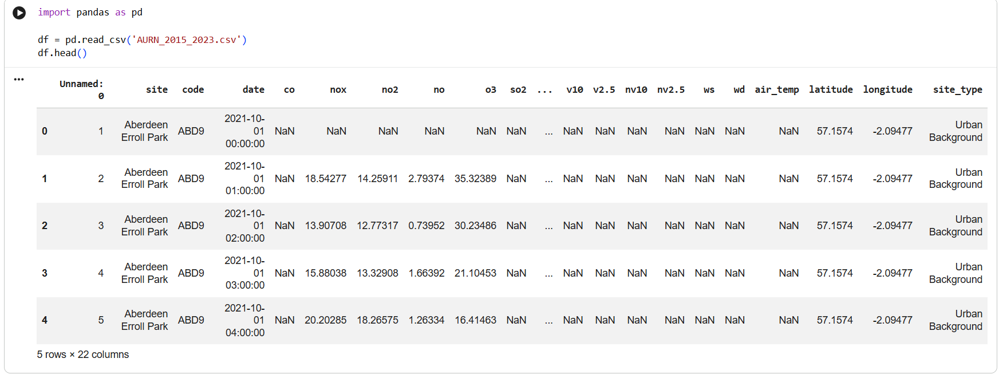 import pandas as pd
df = pd.read_csv('AURN_2015_2023.csv')
df.head()
Unnamed: 0 site code date co nox no2 no o3 so2 ... v10 v2.5 nv10 nv2.5 ws wd air_temp latitude longitude site_type
0 1 Aberdeen Erroll Park ABD9 2021-10-01 00:00:00 NaN NaN NaN NaN NaN NaN ... NaN NaN NaN NaN NaN NaN NaN 57.1574 -2.09477 Urban Background
1 2 Aberdeen Erroll Park ABD9 2021-10-01 01:00:00 NaN 18.54277 14.25911 2.79374 35.32389 NaN ... NaN NaN NaN NaN NaN NaN NaN 57.1574 -2.09477 Urban Background
2 3 Aberdeen Erroll Park ABD9 2021-10-01 02:00:00 NaN 13.90708 12.77317 0.73952 30.23486 NaN ... NaN NaN NaN NaN NaN NaN NaN 57.1574 -2.09477 Urban Background
3 4 Aberdeen Erroll Park ABD9 2021-10-01 03:00:00 NaN 15.88038 13.32908 1.66392 21.10453 NaN ... NaN NaN NaN NaN NaN NaN NaN 57.1574 -2.09477 Urban Background
4 5 Aberdeen Erroll Park ABD9 2021-10-01 04:00:00 NaN 20.20285 18.26575 1.26334 16.41463 NaN ... NaN NaN NaN NaN NaN NaN NaN 57.1574 -2.09477 Urban Background
5 rows × 22 columns